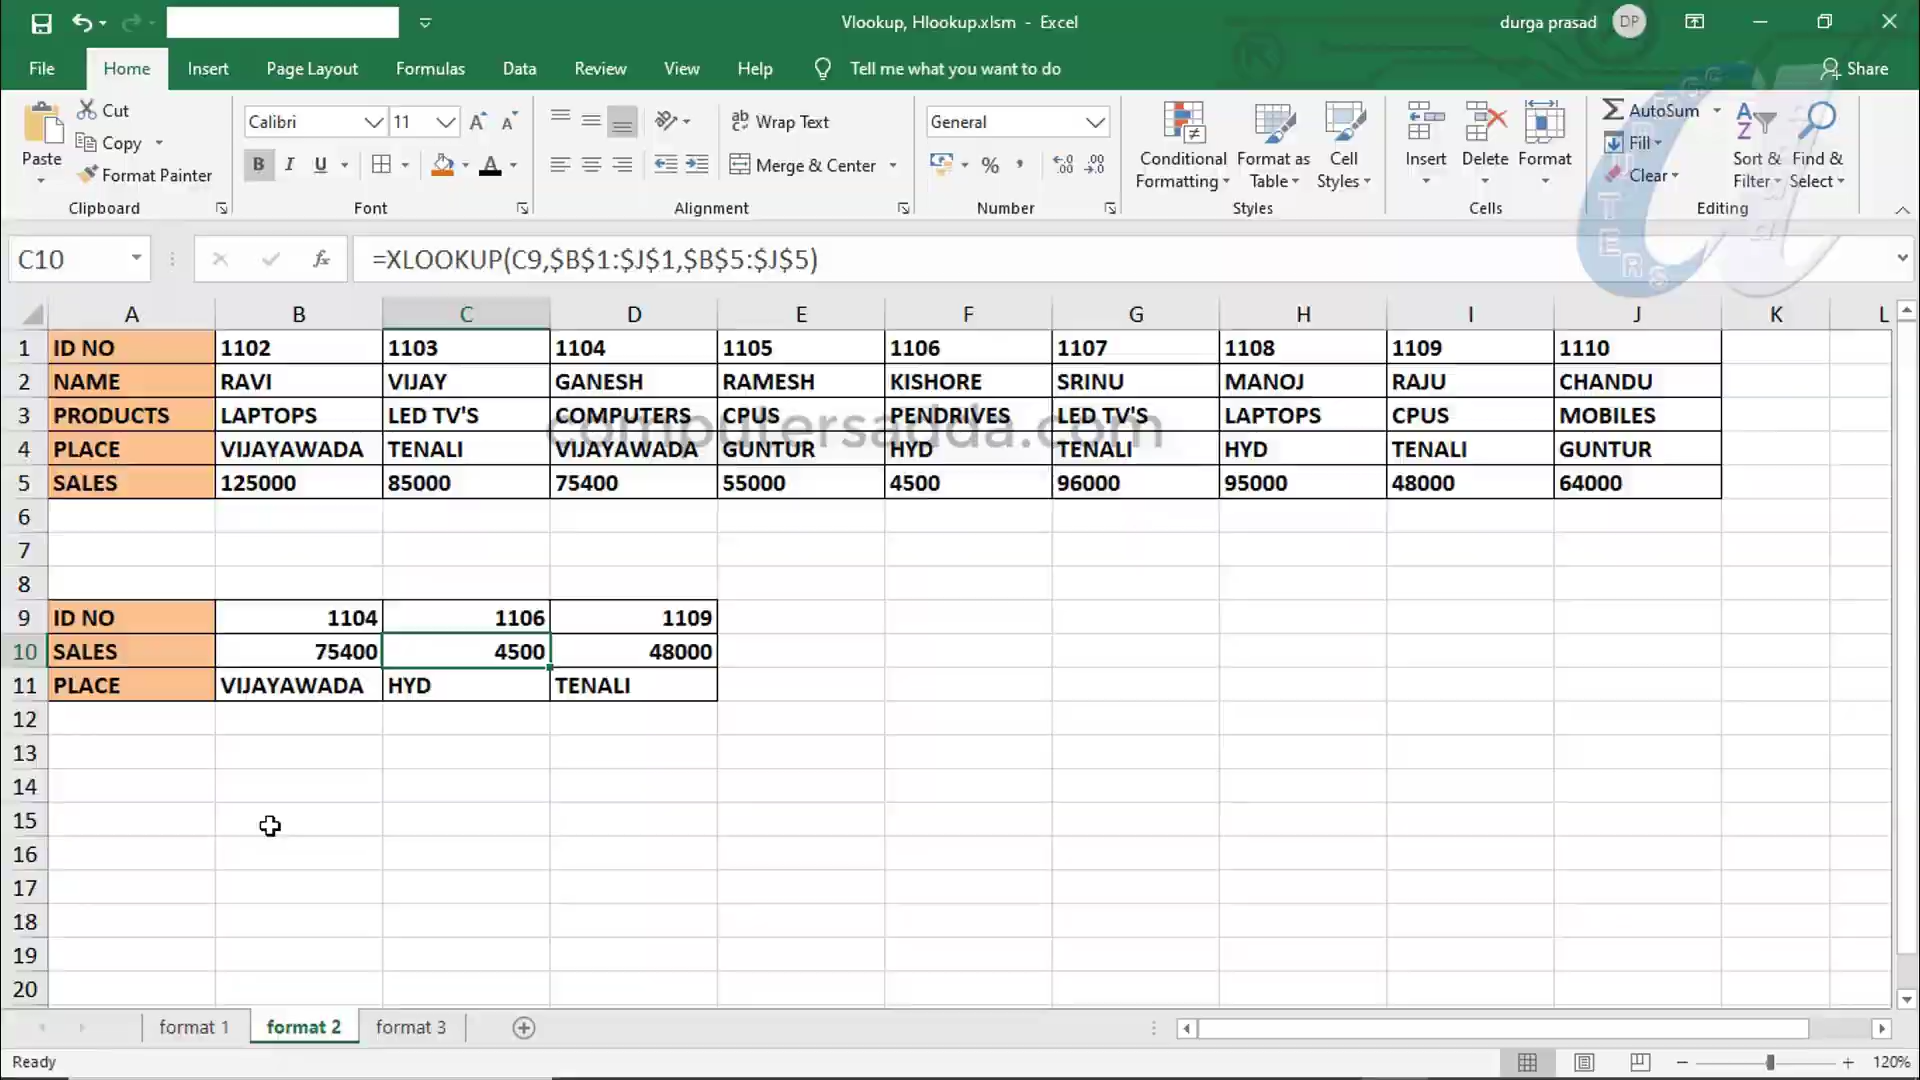 Vlookup, Hlookup.xlsm - Excel
durga prasad DP
File Home Insert Page Layout Formulas Data Review View Help Tell me what you want to do Share
Paste
Cut
Copy
Format Painter
Clipboard
Calibri 11
B I U
Font
Wrap Text
Merge & Center
Alignment
General
Number
Conditional Formatting
Format as Table
Cell Styles
Styles
Insert Delete Format
Cells
AutoSum
Fill
Clear
Sort & Filter
Find & Select
Editing
C10 fx =XLOOKUP(C9,$B$1:$J$1,$B$5:$J$5)
A B C D E F G H I J K L
1 ID NO 1102 1103 1104 1105 1106 1107 1108 1109 1110
2 NAME RAVI VIJAY GANESH RAMESH KISHORE SRINU MANOJ RAJU CHANDU
3 PRODUCTS LAPTOPS LED TV'S COMPUTERS CPUS PENDRIVES LED TV'S LAPTOPS CPUS MOBILES
computersadda.com
4 PLACE VIJAYAWADA TENALI VIJAYAWADA GUNTUR HYD TENALI HYD TENALI GUNTUR
5 SALES 125000 85000 75400 55000 4500 96000 95000 48000 64000
6
7
8
9 ID NO 1104 1106 1109
10 SALES 75400 4500 48000
11 PLACE VIJAYAWADA HYD TENALI
12
13
14
15
16
17
18
19
20
format 1 format 2 format 3
Ready
120%